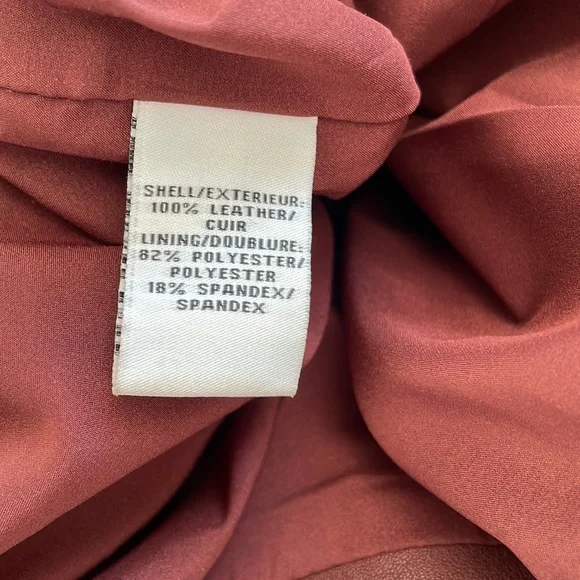 SHELL/EXTERIEUR:
100% LEATHER/
CUIR
LINING/DOUBLURE:
82% POLYESTER/
POLYESTER
18% SPANDEX/
SPANDEX